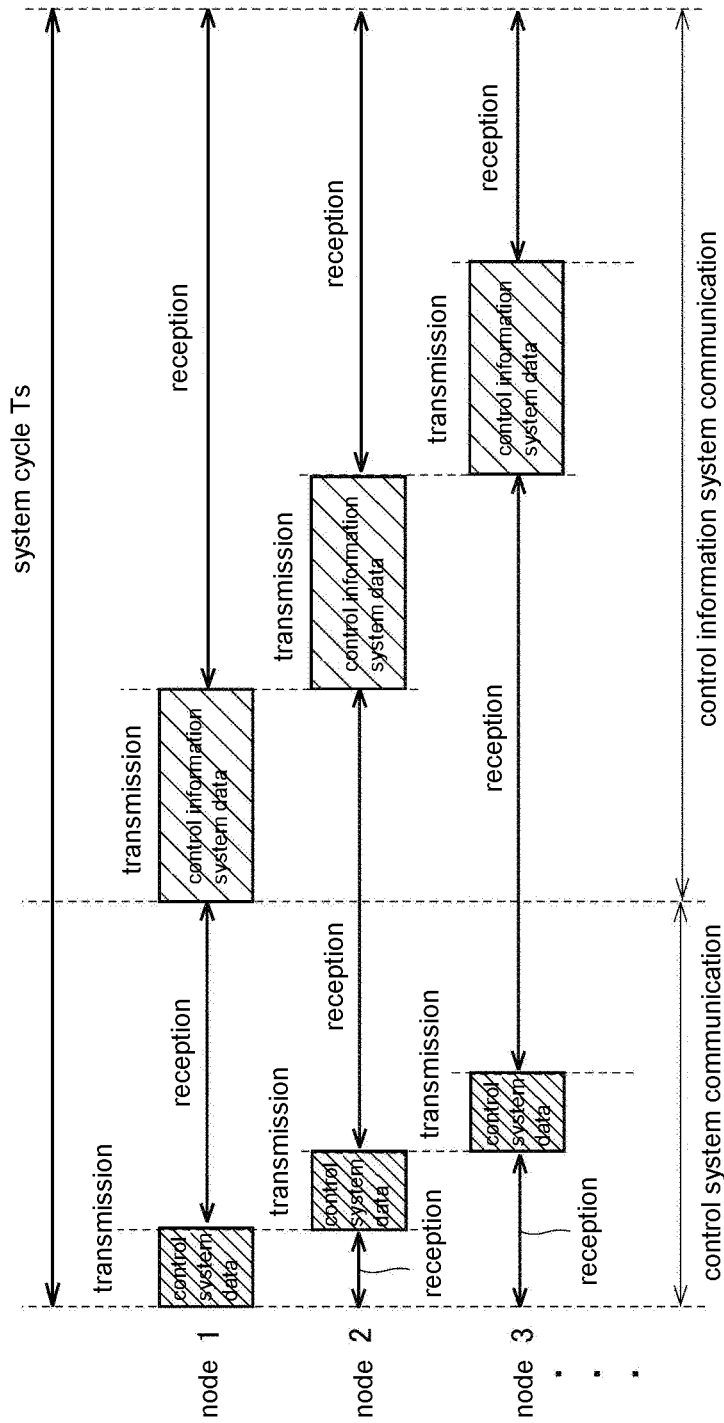 system cycle Ts
node 1
transmission
control
system
data
reception
transmission
control information
system data
reception
node 2
reception
transmission
control
system
data
reception
transmission
control information
system data
reception
node 3
reception
transmission
control
system
data
reception
transmission
control information
system data
reception
control system communication
control information system communication